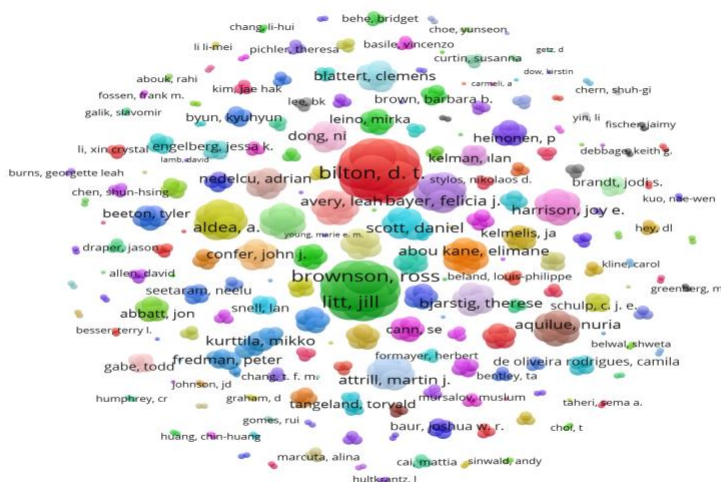 behe, bridget
chang, li-hui
choe, yunseon
li li-mei
pichler, theresa
basile, vincenzo
curtin, susanna
getz, d
abouk, rahi
blattert, clemens
dow, kirstin
fossen, frank m.
kim, jae hak
lee, bk
brown, barbara b.
carmeli, a
chern, shuh-gi
galik, slavomir
byun, kyuhyun
leino, mirka
yin, li
fischer, jaimy
li, xin crystal
engelberg, jessa k.
dong, ni
heinonen, p
debbage, keith g.
lamb, david
kelman, ilan
burns, georgette leah
nedelcu, adrian
bilton, d. t.
stylos, nikolaos d.
brandt, jodi s.
chen, shun-hsing
avery, leah
bayer, felicia j.
kuo, nae-wen
beeton, tyler
aldea, a.
scott, daniel
harrison, joy e.
hey, dl
young, marie e. m.
kelmelis, ja
draper, jason
confer, john j.
abou kane, elimane
allen, david
brownson, ross
beland, louis-philippe
kline, carol
seetaram, neelu
litt, jill
bjarstig, therese
greenberg, m
abbatt, jon
snell, ian
schulp, c. j. e.
besser, terry l.
kurttila, mikko
cann, se
aquilue, nuria
belwal, shweta
gabe, todd
fredman, peter
formayer, herbert
de oliveira rodrigues, camila
johnson, jd
chang, t. f. m.
attrill, martin j.
bentley, ta
humphrey, cr
graham, d
tangeland, torvald
mursalov, muslum
taheri, sema a.
gomes, rui
baur, joshua w. r.
choi, t
huang, chin-huang
marcuta, alina
cai, mattia
sinwald, andy
hultkrantz, l